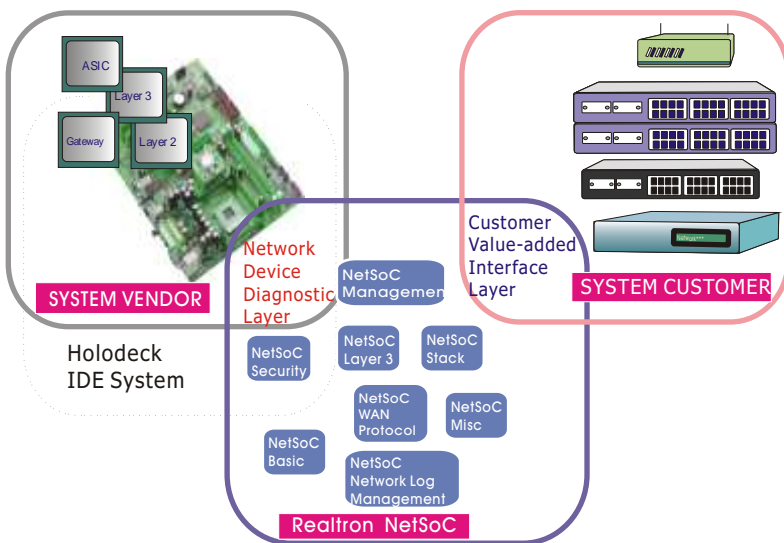 ASIC
Layer 3
Gateway
Layer 2
SYSTEM VENDOR
Holodeck
IDE System
Network
Device
Diagnostic
Layer
Customer
Value-added
Interface
Layer
SYSTEM CUSTOMER
NetSoC
Management
NetSoC
Security
NetSoC
Layer 3
NetSoC
Stack
NetSoC
WAN
Protocol
NetSoC
Misc
NetSoC
Basic
NetSoC
Network Log
Management
Realtron NetSoC